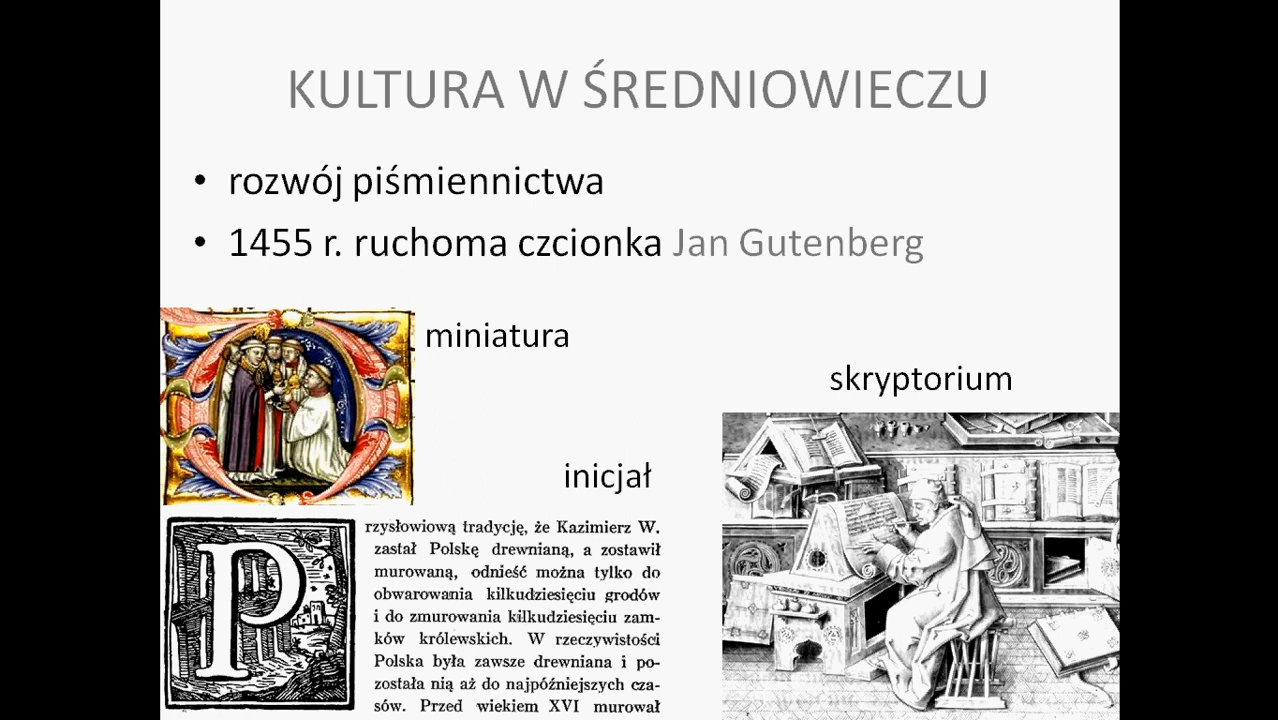 KULTURA W ŚREDNIOWIECZU
• rozwój piśmiennictwa
• 1455 r. ruchoma czcionka Jan Gutenberg
miniatura
skryptorium
inicjał
P rzysłowiową tradycję, że Kazimierz W.
zastał Polskę drewnianą, a zostawił
murowaną, odnieść można tylko do
obwarowania kilkudziesięciu grodów
i do zmurowania kilkudziesięciu zam-
ków królewskich. W rzeczywistości
Polska była zawsze drewniana i po-
została nią aż do najpóźniejszych cza-
sów. Przed wiekiem XVI murował